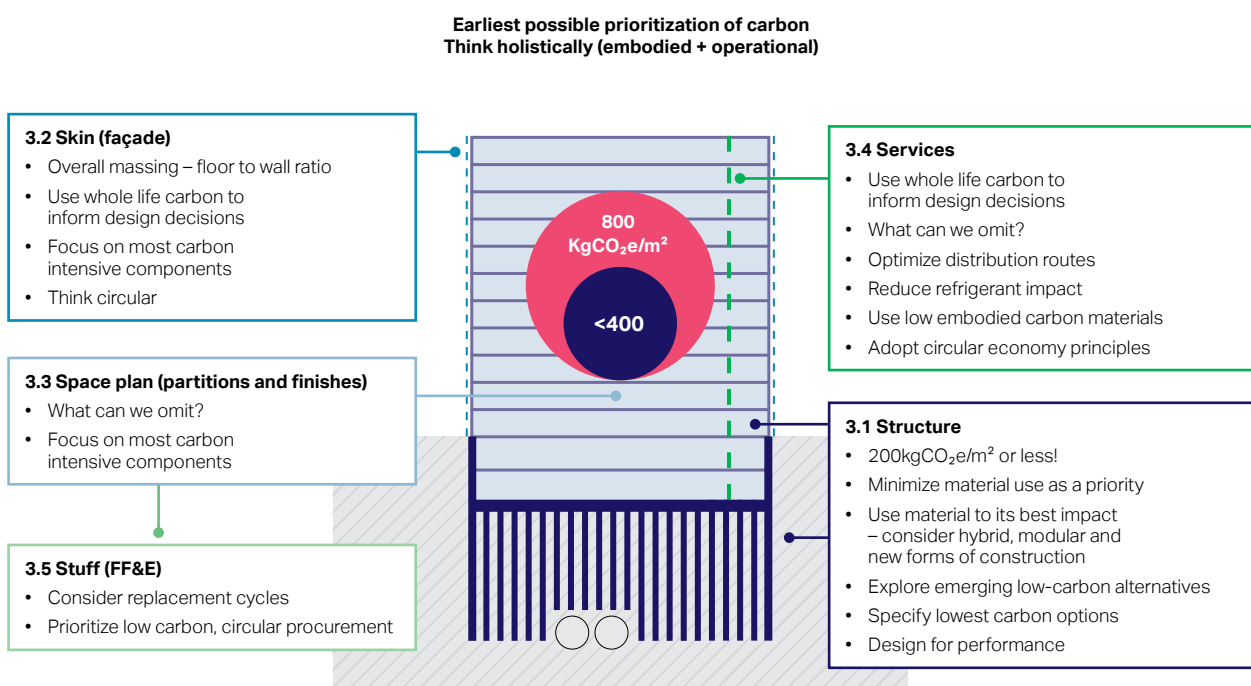 Earliest possible prioritization of carbon
Think holistically (embodied + operational)
3.2 Skin (façade)
• Overall massing – floor to wall ratio
• Use whole life carbon to
inform design decisions
• Focus on most carbon
intensive components
• Think circular
3.3 Space plan (partitions and finishes)
• What can we omit?
• Focus on most carbon
intensive components
3.5 Stuff (FF&E)
• Consider replacement cycles
• Prioritize low carbon, circular procurement
800
KgCO₂e/m²
<400
3.4 Services
• Use whole life carbon to
inform design decisions
• What can we omit?
• Optimize distribution routes
• Reduce refrigerant impact
• Use low embodied carbon materials
• Adopt circular economy principles
3.1 Structure
• 200kgCO₂e/m² or less!
• Minimize material use as a priority
• Use material to its best impact
– consider hybrid, modular and
new forms of construction
• Explore emerging low-carbon alternatives
• Specify lowest carbon options
• Design for performance